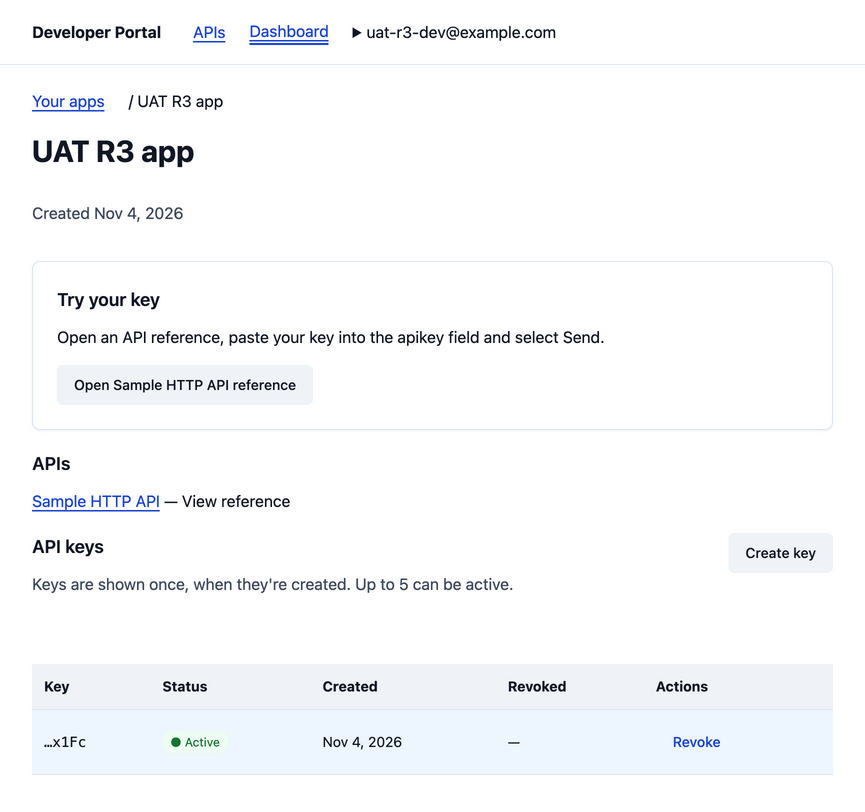 Developer Portal APIs Dashboard ▶ uat-r3-dev@example.com
Your apps / UAT R3 app
UAT R3 app
Created Nov 4, 2026
Try your key
Open an API reference, paste your key into the apikey field and select Send.
Open Sample HTTP API reference
APIs
Sample HTTP API — View reference
API keys
Create key
Keys are shown once, when they're created. Up to 5 can be active.
Key Status Created Revoked Actions
…x1Fc Active Nov 4, 2026 — Revoke